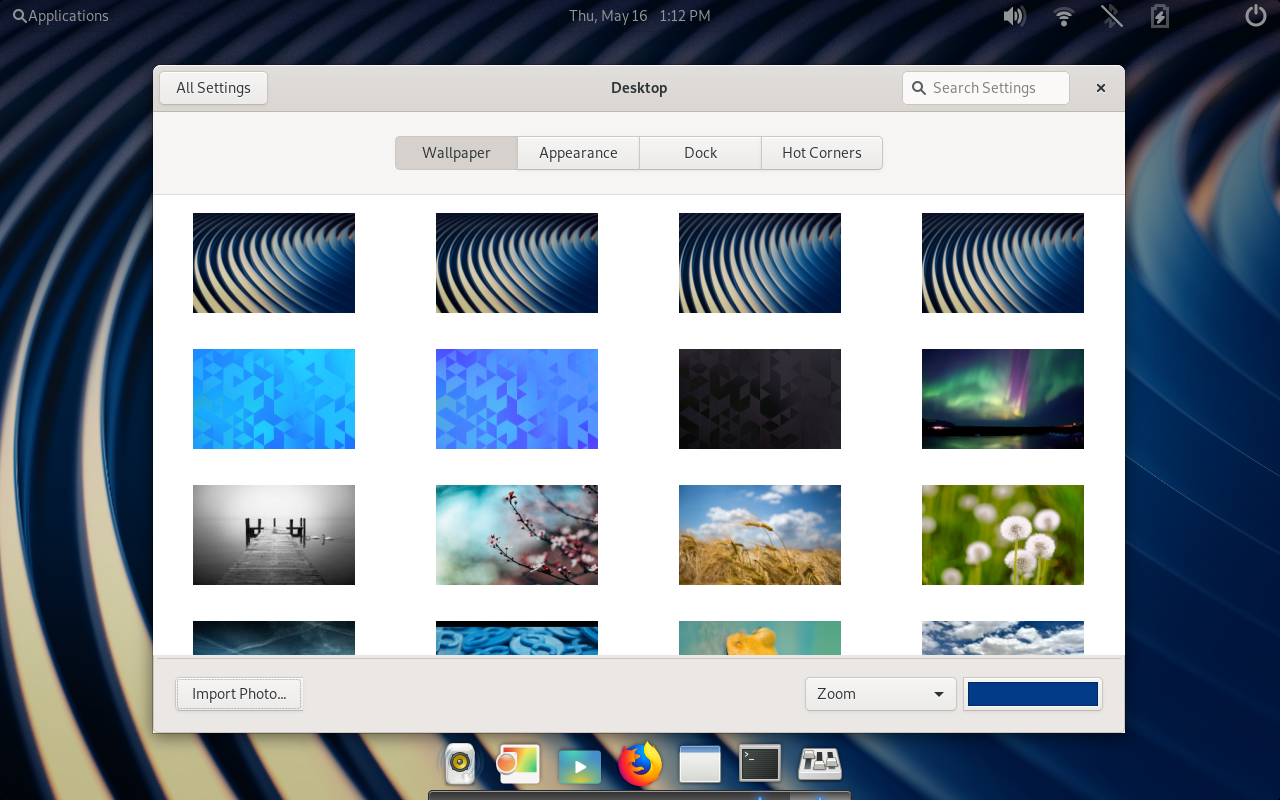 Applications
Thu, May 16 1:12 PM
All Settings
Desktop
Search Settings
Wallpaper
Appearance
Dock
Hot Corners
Import Photo...
Zoom
>_